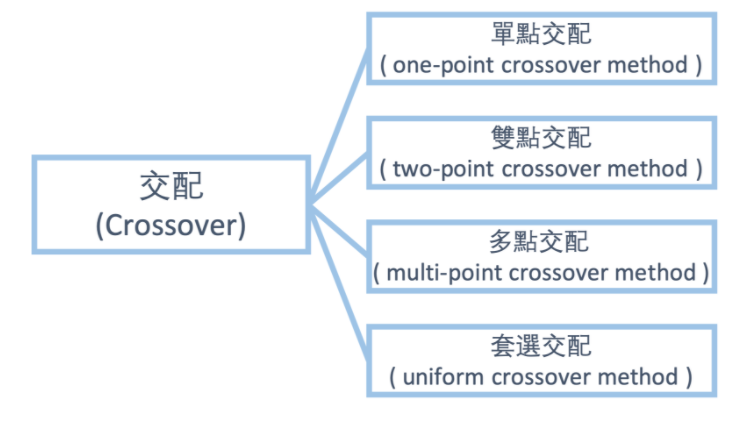 單點交配
( one-point crossover method )
雙點交配
( two-point crossover method )
交配
(Crossover)
多點交配
( multi-point crossover method )
套選交配
( uniform crossover method )